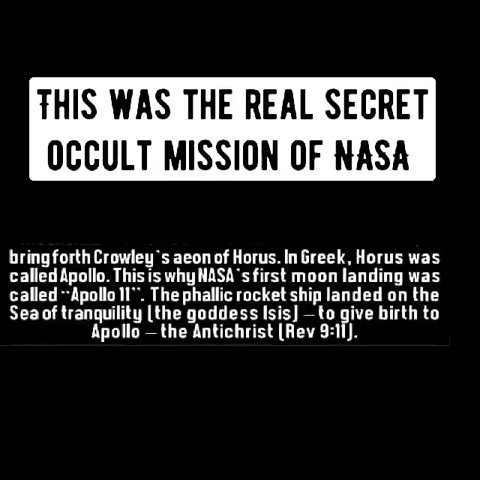 THIS WAS THE REAL SECRET
OCCULT MISSION OF NASA
bring forth Crowley`s aeon of Horus. In Greek, Horus was
called Apollo. This is why NASA`s first moon landing was
called ``Apollo 11``. The phallic rocket ship landed on the
Sea of tranquility (the goddess Isis) – to give birth to
Apollo – the Antichrist (Rev 9:11).